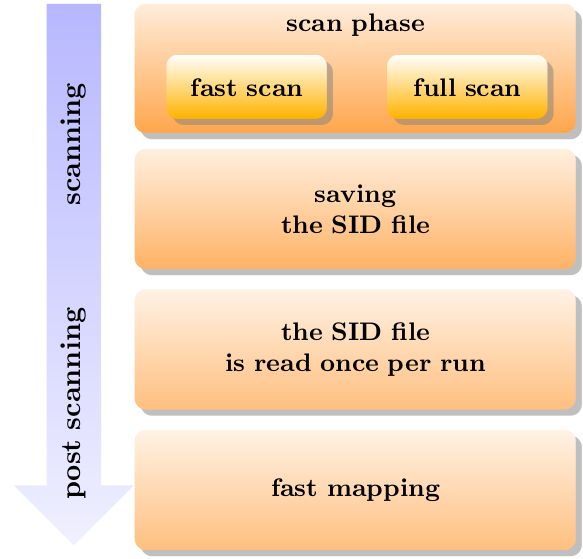 scan phase
fast scan
full scan
scanning
saving
the SID file
the SID file
is read once per run
post scanning
fast mapping